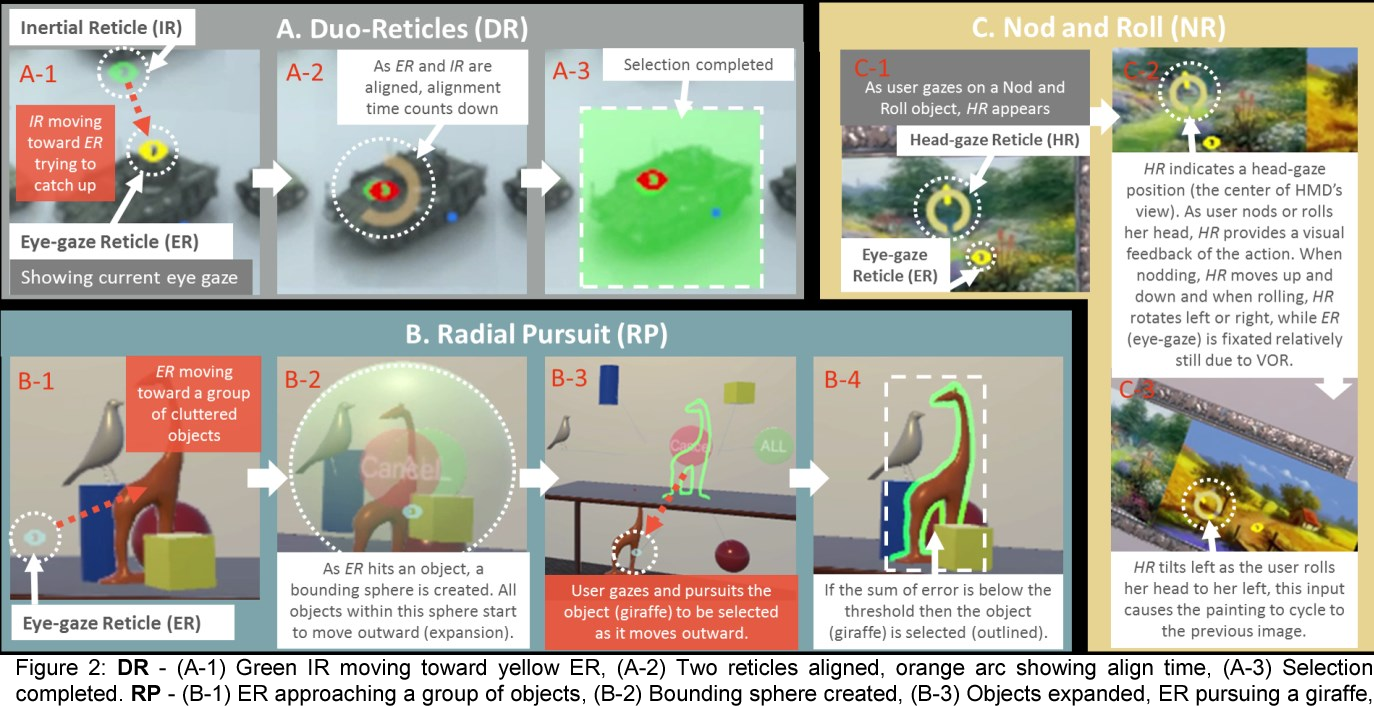 A. Duo-Reticles (DR)
Inertial Reticle (IR)
A-1
IR moving
toward ER
trying to
catch up
Eye-gaze Reticle (ER)
Showing current eye gaze
A-2
As ER and IR are
aligned, alignment
time counts down
A-3
Selection completed
B. Radial Pursuit (RP)
B-1
ER moving
toward a group
of cluttered
objects
Eye-gaze Reticle (ER)
B-2
Cancel
As ER hits an object, a
bounding sphere is created. All
objects within this sphere start
to move outward (expansion).
B-3
Cancel
ALL
User gazes and pursuits the
object (giraffe) to be selected
as it moves outward.
B-4
If the sum of error is below the
threshold then the object
(giraffe) is selected (outlined).
C. Nod and Roll (NR)
C-1
As user gazes on a Nod and
Roll object, HR appears
Head-gaze Reticle (HR)
Eye-gaze
Reticle (ER)
C-2
HR indicates a head-gaze
position (the center of HMD's
view). As user nods or rolls
her head, HR provides a visual
feedback of the action. When
nodding, HR moves up and
down and when rolling, HR
rotates left or right, while ER
(eye-gaze) is fixated relatively
still due to VOR.
C-3
HR tilts left as the user rolls
her head to her left, this input
causes the painting to cycle to
the previous image.
Figure 2: DR - (A-1) Green IR moving toward yellow ER, (A-2) Two reticles aligned, orange arc showing align time, (A-3) Selection
completed. RP - (B-1) ER approaching a group of objects, (B-2) Bounding sphere created, (B-3) Objects expanded, ER pursuing a giraffe,